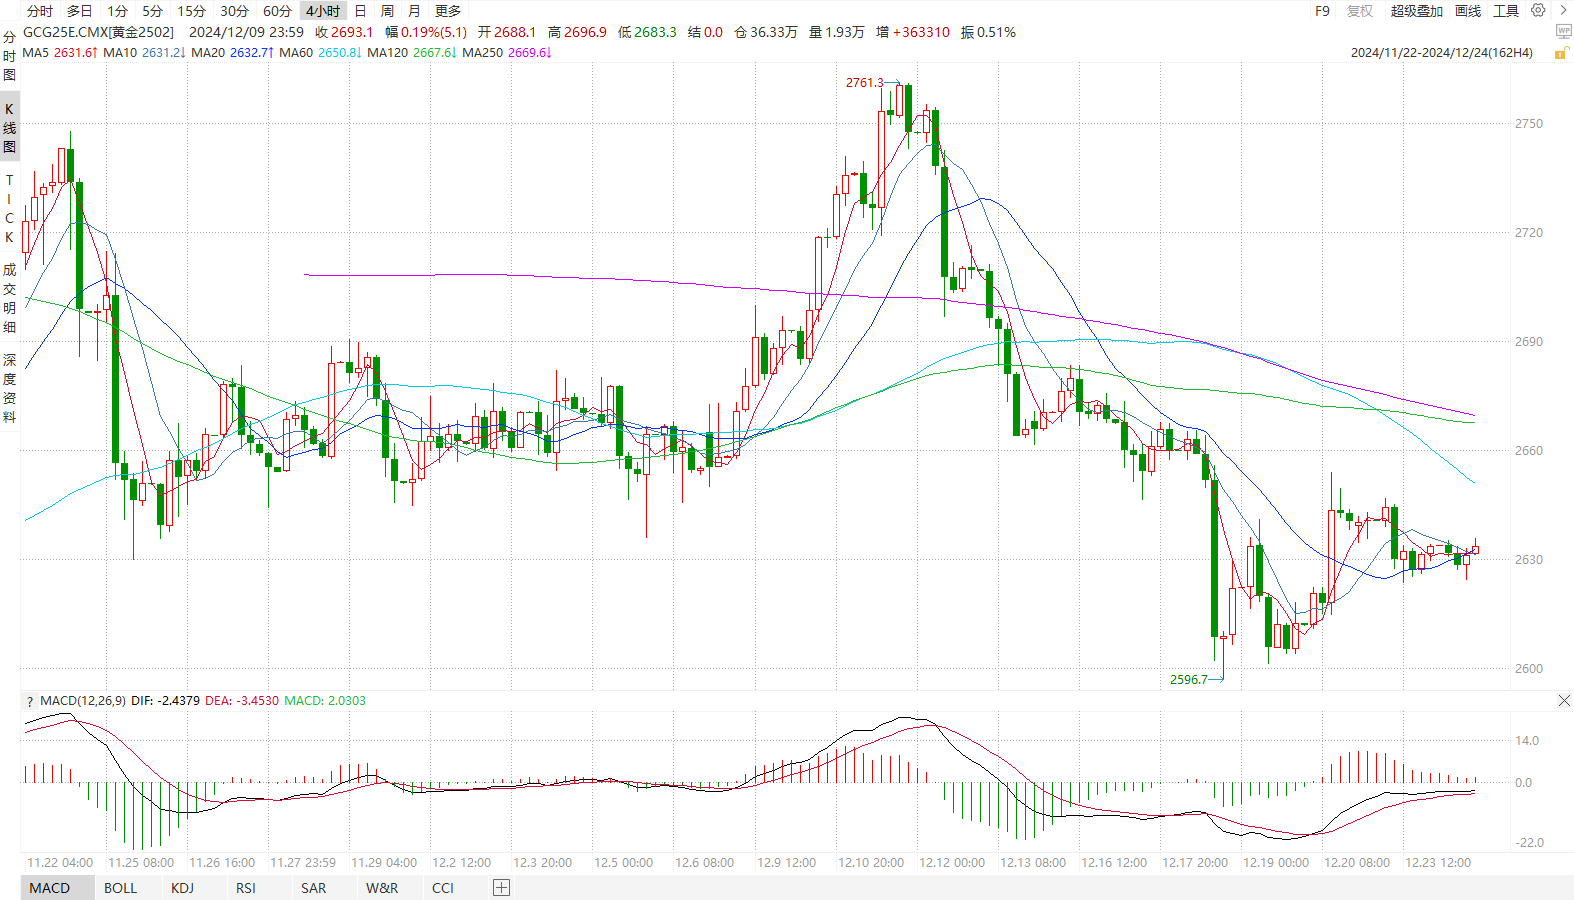 分时 多日 1分 5分 15分 30分 60分 4小时 日 周 月 更多 F9 复权 超级叠加 画线 工具
GCG25E.CMX[黄金2502] 2024/12/09 23:59 收 2693.1 幅 0.19%(5.1) 开 2688.1 高 2696.9 低 2683.3 结 0.0 仓 36.33万 量 1.93万 增 +363310 振 0.51%
MA5 2631.6↑ MA10 2631.2↓ MA20 2632.7↑ MA60 2650.8↓ MA120 2667.6↓ MA250 2669.6↓ 2024/11/22-2024/12/24(162H4)
WP
分时图
K线图
TICK
成交明细
深度资料
2761.3
2750
2720
2690
2660
2630
2600
2596.7
? MACD(12,26,9) DIF: -2.4379 DEA: -3.4530 MACD: 2.0303
14.0
0.0
-22.0
11.22 04:00 11.25 08:00 11.26 16:00 11.27 23:59 11.29 04:00 12.2 12:00 12.3 20:00 12.5 00:00 12.6 08:00 12.9 12:00 12.10 20:00 12.12 00:00 12.13 08:00 12.16 12:00 12.17 20:00 12.19 00:00 12.20 08:00 12.23 12:00
MACD BOLL KDJ RSI SAR W&R CCI